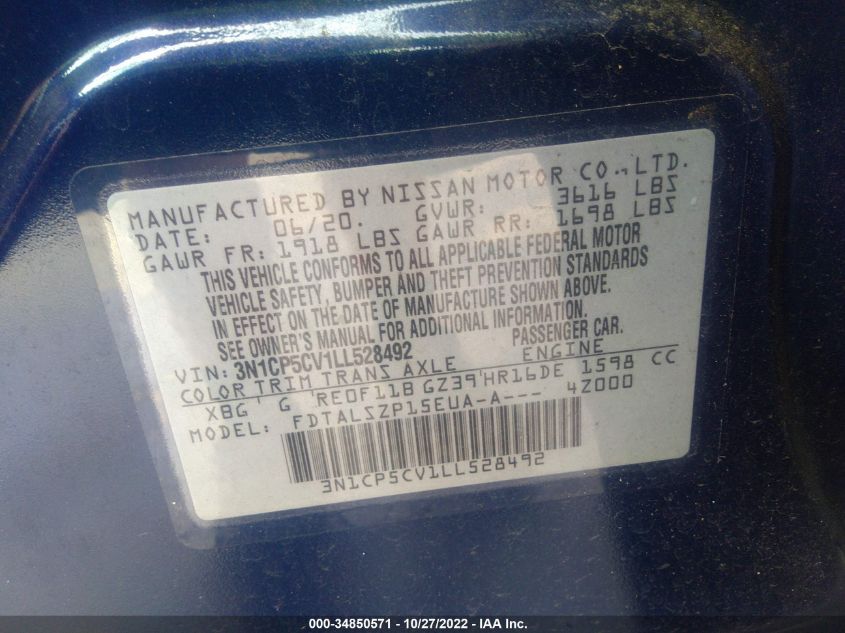 MANUFACTURED BY NISSAN MOTOR CO.,LTD.
DATE: 06/20. GVWR: 3616 LBS
GAWR FR: 1918 LBS GAWR RR: 1698 LBS
THIS VEHICLE CONFORMS TO ALL APPLICABLE FEDERAL MOTOR
VEHICLE SAFETY, BUMPER AND THEFT PREVENTION STANDARDS
IN EFFECT ON THE DATE OF MANUFACTURE SHOWN ABOVE.
SEE OWNER'S MANUAL FOR ADDITIONAL INFORMATION.
VIN: 3N1CP5CV1LL528492 PASSENGER CAR.
COLOR TRIM TRANS AXLE ENGINE
XBG' G 'RE0F11B GZ39'HR16DE 1598 CC
MODEL: FDTALSZP15EUA-A--- 4Z000
3N1CP5CV1LL528492
000-34850571 - 10/27/2022 - IAA Inc.